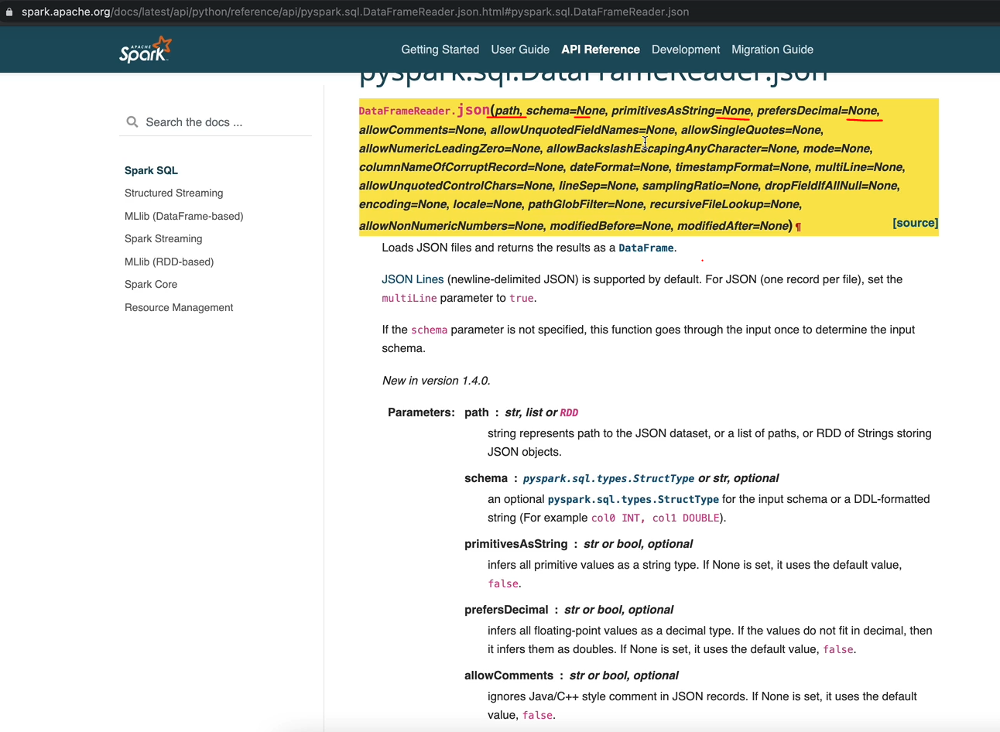 spark.apache.org/docs/latest/api/python/reference/api/pyspark.sql.DataFrameReader.json.html#pyspark.sql.DataFrameReader.json
APACHE
Spark
Getting Started User Guide API Reference Development Migration Guide
pyspark.sql.DataFrameReader.json
Search the docs ...
Spark SQL
Structured Streaming
MLlib (DataFrame-based)
Spark Streaming
MLlib (RDD-based)
Spark Core
Resource Management
DataFrameReader.json(path, schema=None, primitivesAsString=None, prefersDecimal=None,
allowComments=None, allowUnquotedFieldNames=None, allowSingleQuotes=None,
allowNumericLeadingZero=None, allowBackslashEscapingAnyCharacter=None, mode=None,
columnNameOfCorruptRecord=None, dateFormat=None, timestampFormat=None, multiLine=None,
allowUnquotedControlChars=None, lineSep=None, samplingRatio=None, dropFieldIfAllNull=None,
encoding=None, locale=None, pathGlobFilter=None, recursiveFileLookup=None,
allowNonNumericNumbers=None, modifiedBefore=None, modifiedAfter=None)¶ [source]
Loads JSON files and returns the results as a DataFrame.
JSON Lines (newline-delimited JSON) is supported by default. For JSON (one record per file), set the
multiLine parameter to true.
If the schema parameter is not specified, this function goes through the input once to determine the input
schema.
New in version 1.4.0.
Parameters: path : str, list or RDD
string represents path to the JSON dataset, or a list of paths, or RDD of Strings storing
JSON objects.
schema : pyspark.sql.types.StructType or str, optional
an optional pyspark.sql.types.StructType for the input schema or a DDL-formatted
string (For example col0 INT, col1 DOUBLE).
primitivesAsString : str or bool, optional
infers all primitive values as a string type. If None is set, it uses the default value,
false.
prefersDecimal : str or bool, optional
infers all floating-point values as a decimal type. If the values do not fit in decimal, then
it infers them as doubles. If None is set, it uses the default value, false.
allowComments : str or bool, optional
ignores Java/C++ style comment in JSON records. If None is set, it uses the default
value, false.